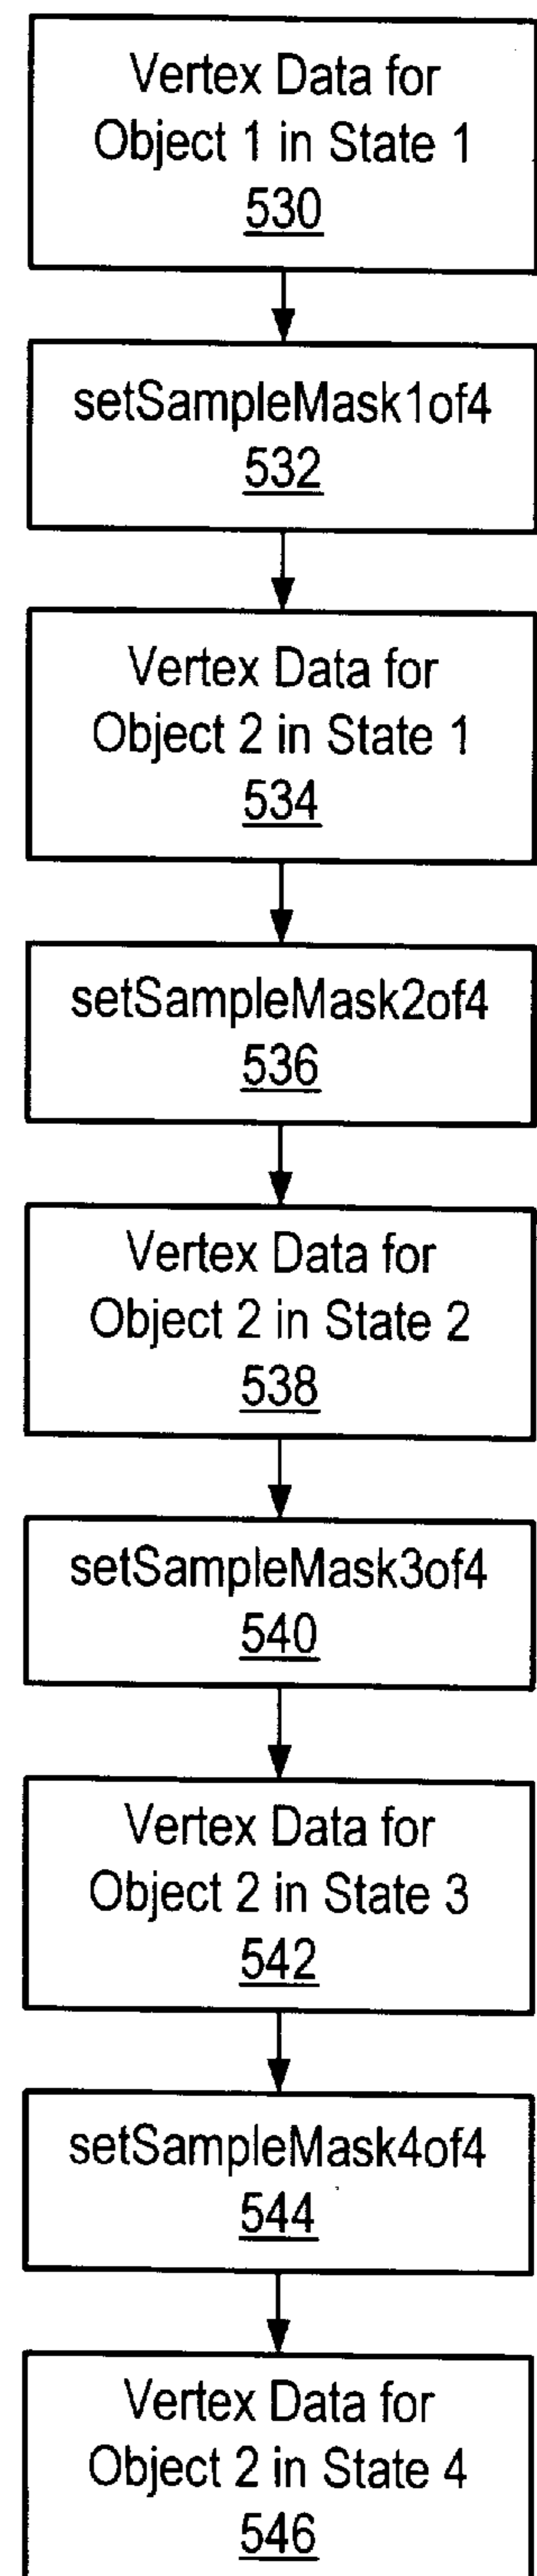 Vertex Data for
Object 1 in State 1
530
setSampleMask1of4
532
Vertex Data for
Object 2 in State 1
534
setSampleMask2of4
536
Vertex Data for
Object 2 in State 2
538
setSampleMask3of4
540
Vertex Data for
Object 2 in State 3
542
setSampleMask4of4
544
Vertex Data for
Object 2 in State 4
546